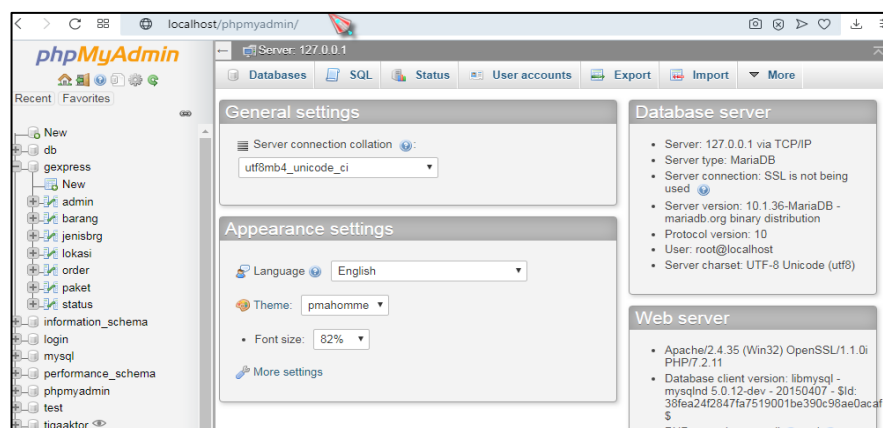 localhost/phpmyadmin/
phpMyAdmin
Recent Favorites
New
db
gexpress
New
admin
barang
jenisbrg
lokasi
order
paket
status
information_schema
login
mysql
performance_schema
phpmyadmin
test
tigaaktor
Server: 127.0.0.1
Databases SQL Status User accounts Export Import More
General settings
Server connection collation :
utf8mb4_unicode_ci
Appearance settings
Language English
Theme: pmahomme
Font size: 82%
More settings
Database server
Server: 127.0.0.1 via TCP/IP
Server type: MariaDB
Server connection: SSL is not being
used
Server version: 10.1.36-MariaDB -
mariadb.org binary distribution
Protocol version: 10
User: root@localhost
Server charset: UTF-8 Unicode (utf8)
Web server
Apache/2.4.35 (Win32) OpenSSL/1.1.0i
PHP/7.2.11
Database client version: libmysql -
mysqlnd 5.0.12-dev - 20150407 - $Id:
38fea24f2847fa7519001be390c98ae0acaf
$